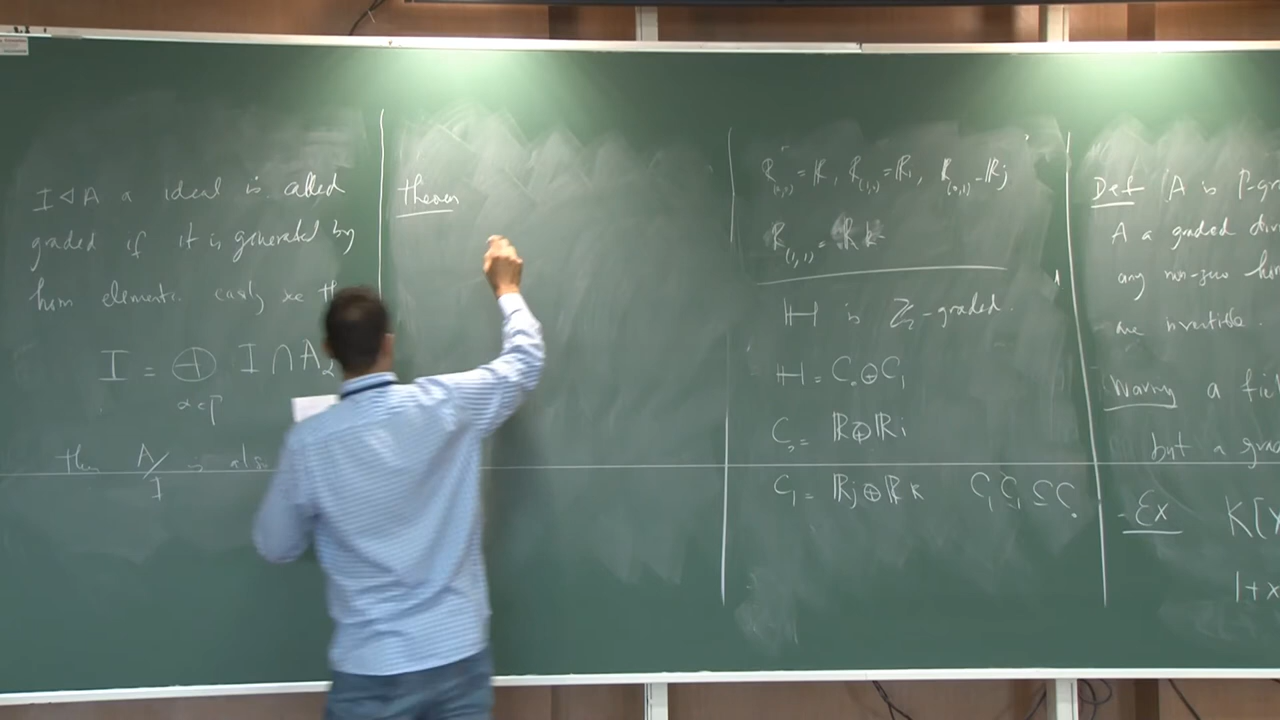 I ◁ A a ideal is called
graded if it is generated by
hom elements. easily see th
I = ⊕ I ∩ A
α∈Γ
then A/I is also
theorem
R(0,0) = R, R(1,0) = Ri, R(0,1) = Rj
R(1,1) = Rk
H is Z₂-graded.
H = C₀ ⊕ C₁
C₀ = R ⊕ Ri
C₁ = Rj ⊕ Rk C₁C₁ ⊆ C₀
Def A is Γ-gr
A a graded div
any non-zero hom
are invertible.
Warning a fie
but a grad
Ex K[x
1+x